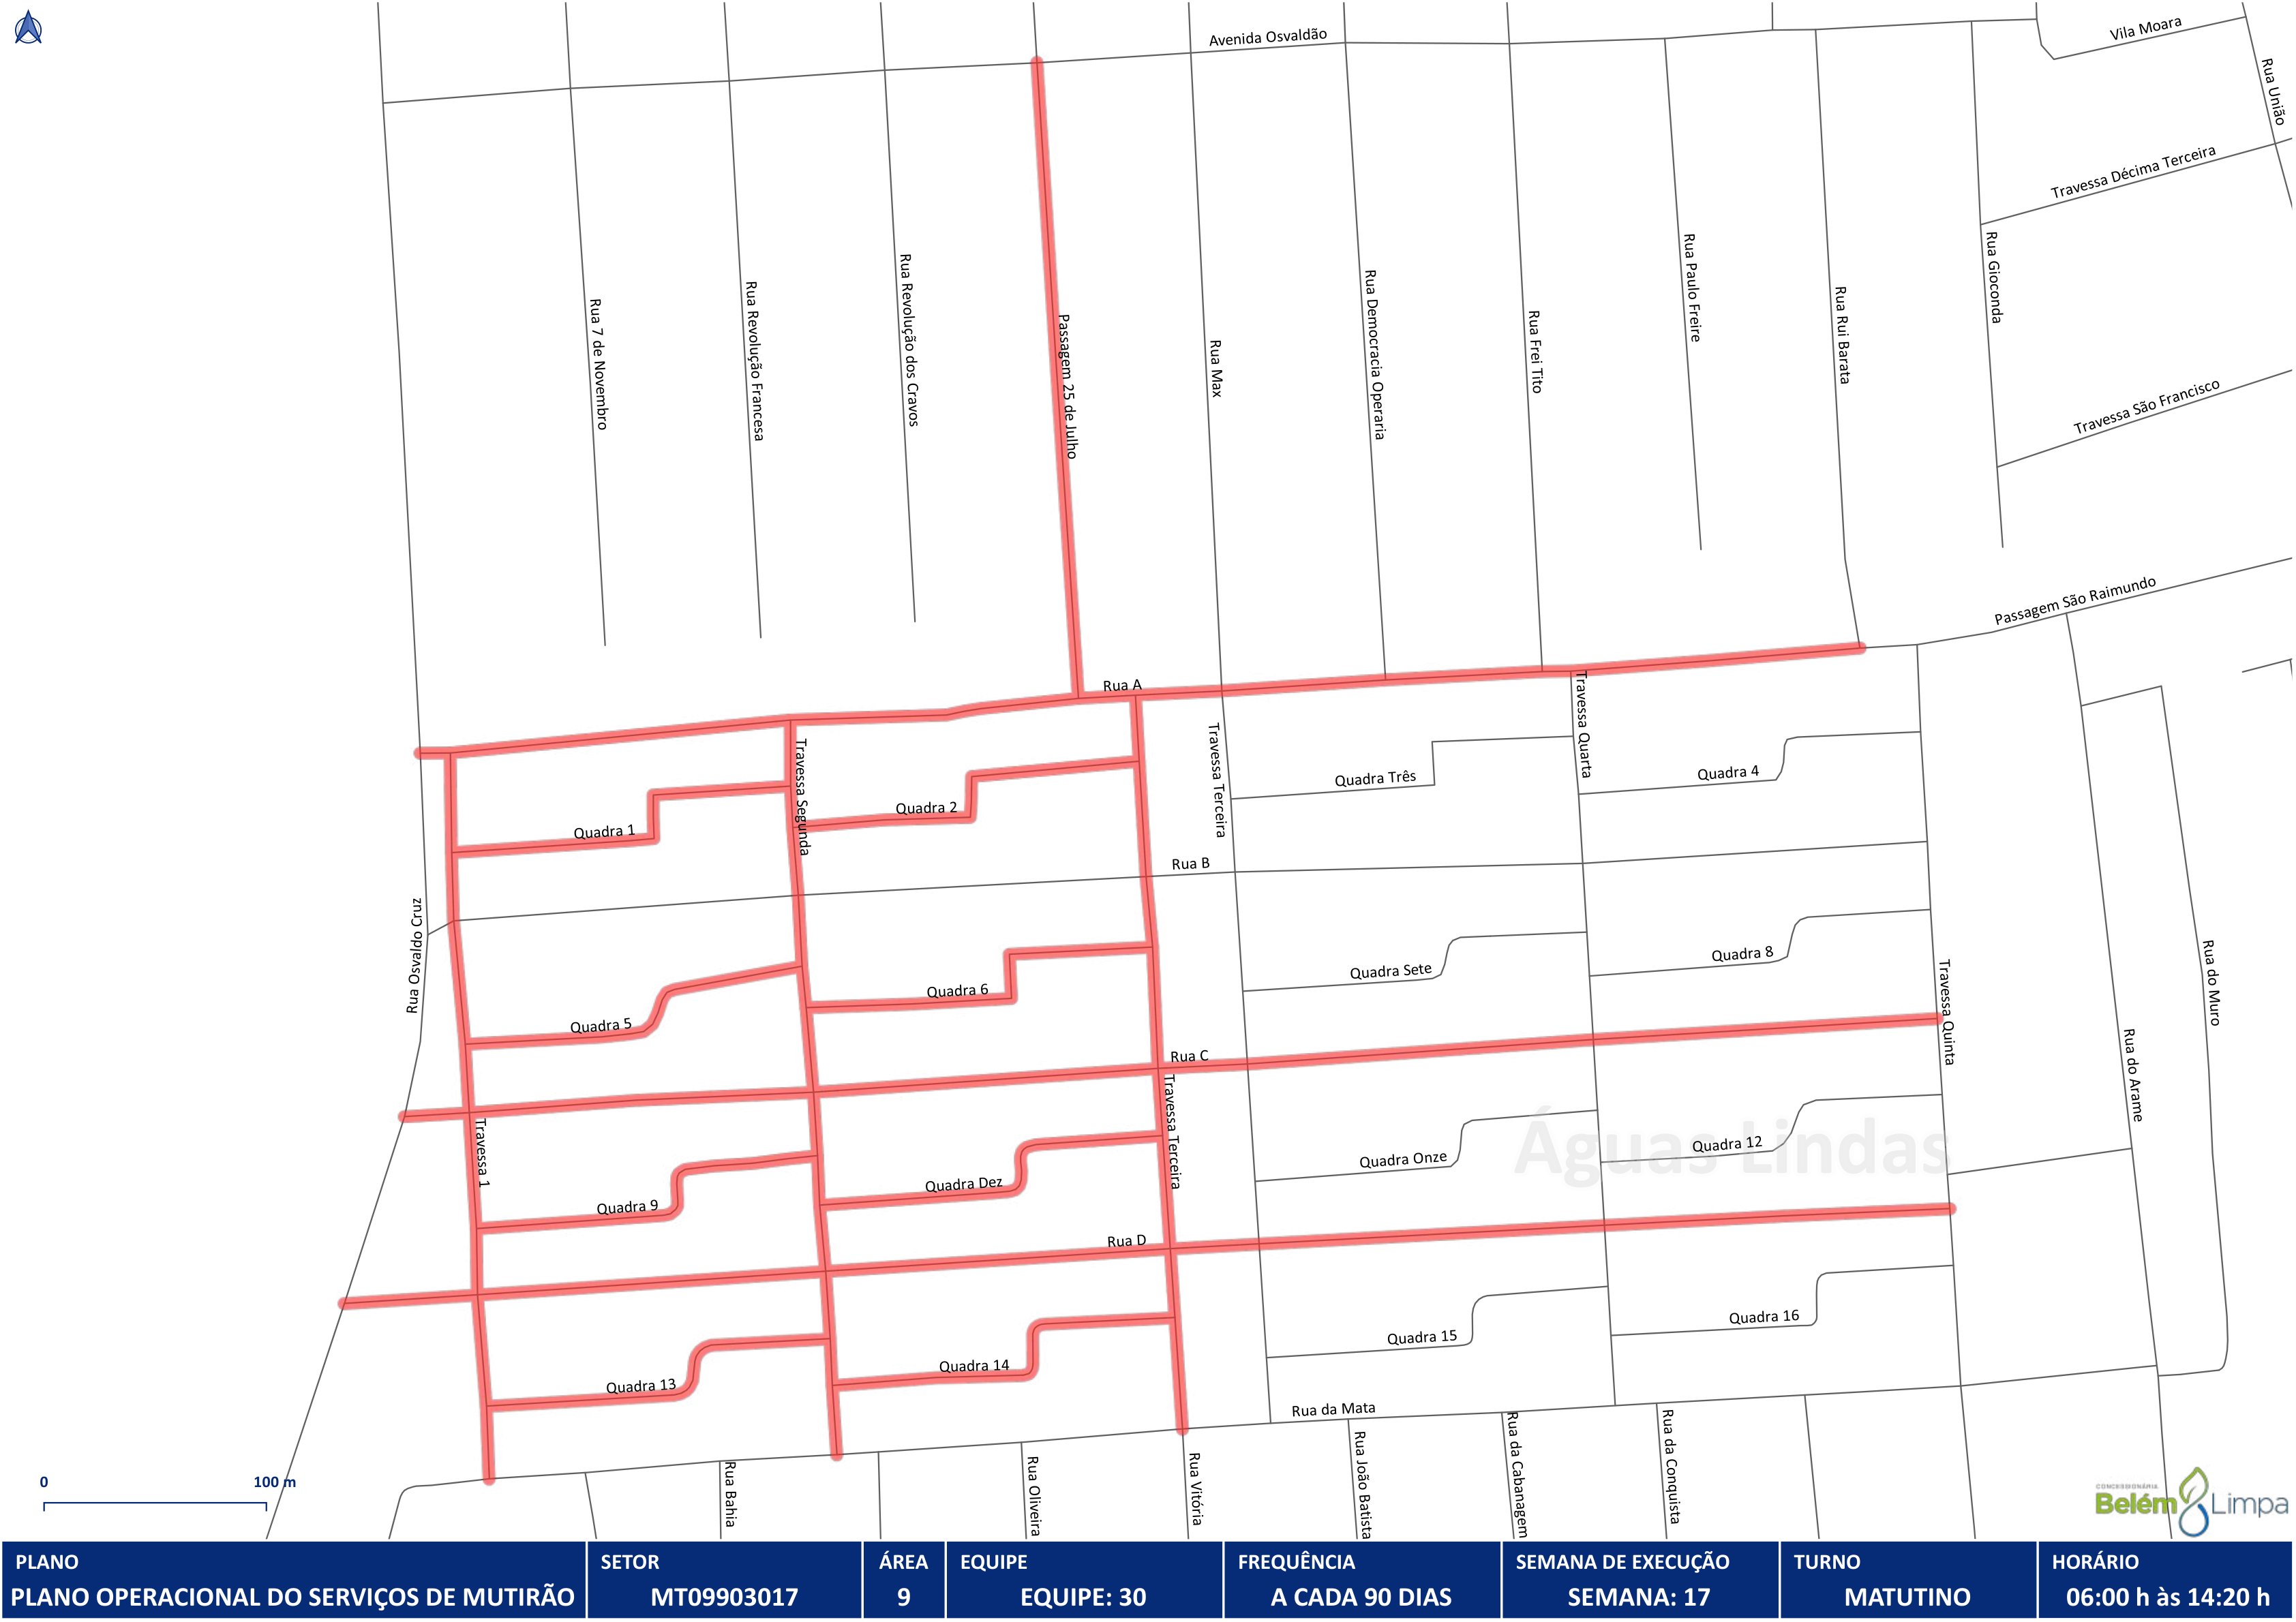 Avenida Osvaldão
Vila Moara
Rua União
Travessa Décima Terceira
Rua 7 de Novembro
Rua Revolução Francesa
Rua Revolução dos Cravos
Passagem 25 de Julho
Rua Max
Rua Democracia Operaria
Rua Frei Tito
Rua Paulo Freire
Rua Rui Barata
Rua Gioconda
Travessa São Francisco
Passagem São Raimundo
Rua A
Travessa Segunda
Travessa Terceira
Travessa Quarta
Quadra 1
Quadra 2
Quadra Três
Quadra 4
Rua B
Rua Osvaldo Cruz
Quadra 5
Quadra 6
Quadra Sete
Quadra 8
Travessa Quinta
Rua do Muro
Rua do Arame
Rua C
Travessa 1
Travessa Terceira
Águas Lindas
Quadra 9
Quadra Dez
Quadra Onze
Quadra 12
Rua D
Quadra 13
Quadra 14
Quadra 15
Quadra 16
Rua da Mata
Rua Bahia
Rua Oliveira
Rua Vitória
Rua João Batista
Rua da Cabanagem
Rua da Conquista
0 100 m
CONCESSIONÁRIA
Belém Limpa
PLANO
PLANO OPERACIONAL DO SERVIÇOS DE MUTIRÃO
SETOR
MT09903017
ÁREA
9
EQUIPE
EQUIPE: 30
FREQUÊNCIA
A CADA 90 DIAS
SEMANA DE EXECUÇÃO
SEMANA: 17
TURNO
MATUTINO
HORÁRIO
06:00 h às 14:20 h